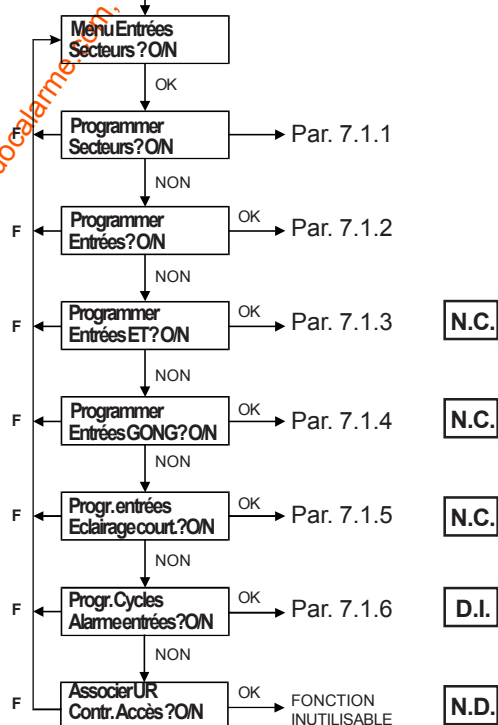 Menu Entrées
Secteurs ? O/N
OK
docalarme.com,
F
Programmer
Secteurs? O/N
Par. 7.1.1
NON
F
Programmer
Entrées? O/N
OK
Par. 7.1.2
NON
F
Programmer
Entrées ET? O/N
OK
Par. 7.1.3
N.C.
NON
F
Programmer
Entrées GONG? O/N
OK
Par. 7.1.4
N.C.
NON
F
Progr. entrées
Eclairage court.? O/N
OK
Par. 7.1.5
N.C.
NON
F
Progr. Cycles
Alarme entrées? O/N
OK
Par. 7.1.6
D.I.
NON
F
Associer UR
Contr. Accès ? O/N
OK
FONCTION
INUTILISABLE
N.D.